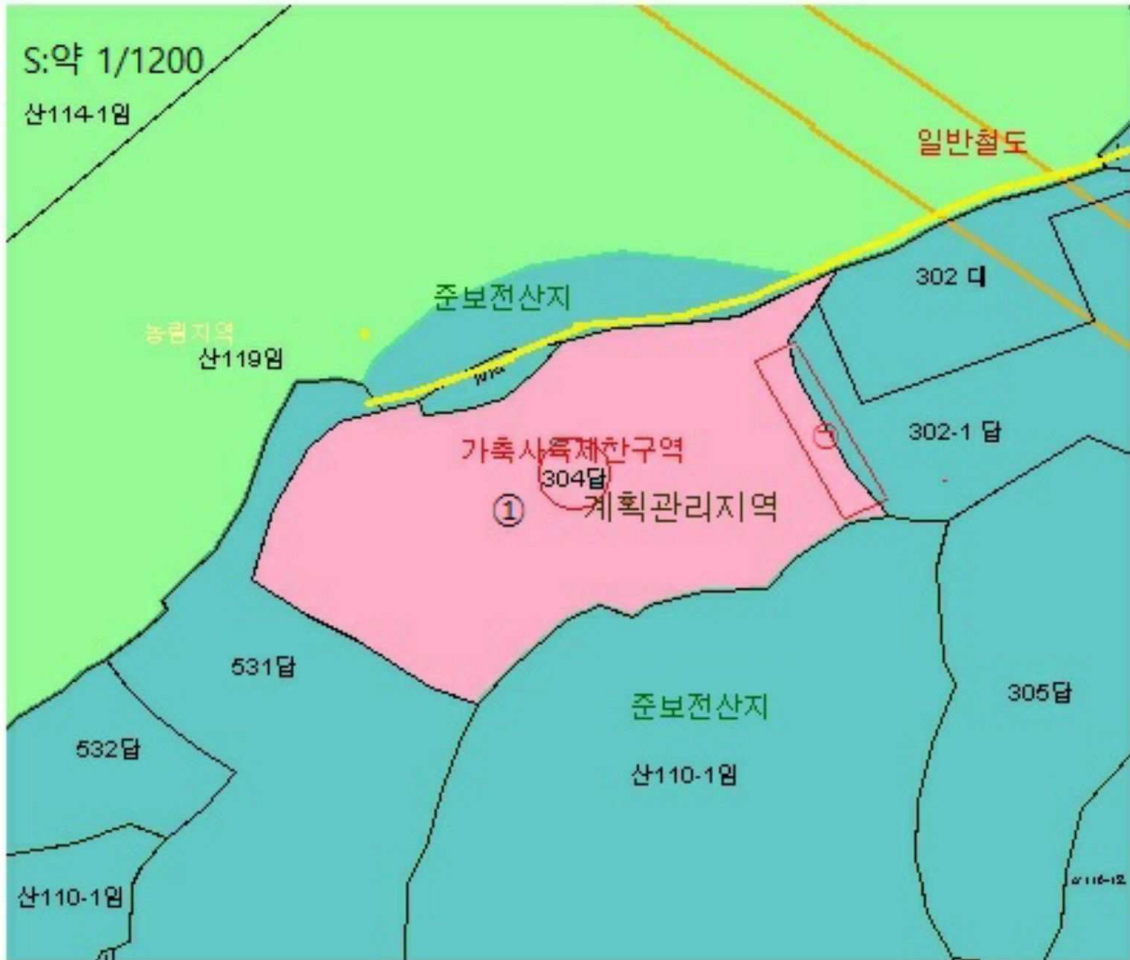 S:약 1/1200
산114-1임
일반철도
302 대
준보전산지
농림지역
산119임
302-1 답
가축사육제한구역
304답
① 계획관리지역
㉠
531답
305답
준보전산지
532답
산110-1임
산110-1임